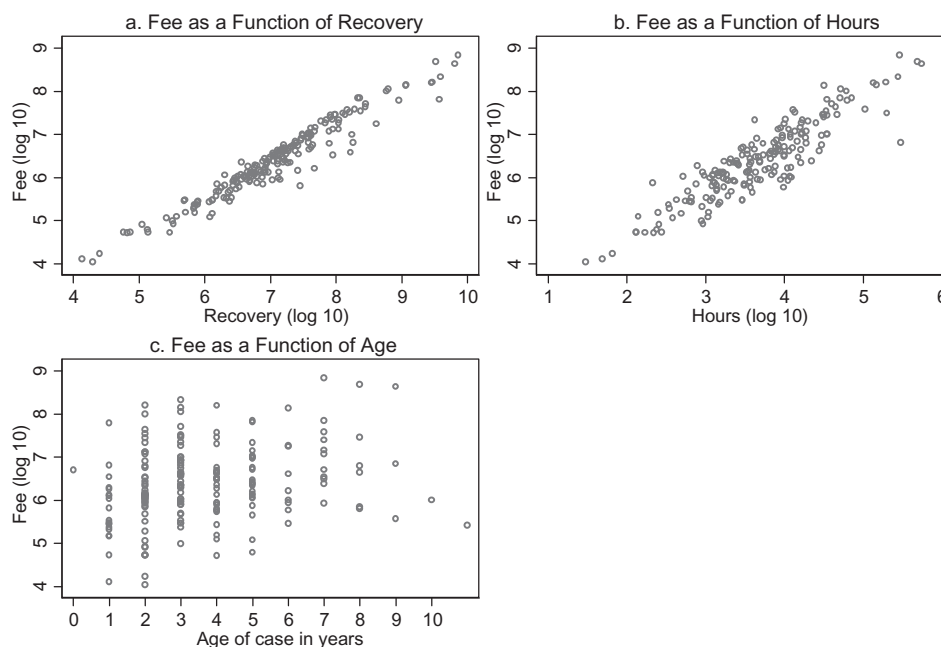 a. Fee as a Function of Recovery
Fee (log 10)
9
8
7
6
5
4
4 5 6 7 8 9 10
Recovery (log 10)
b. Fee as a Function of Hours
Fee (log 10)
9
8
7
6
5
4
1 2 3 4 5 6
Hours (log 10)
c. Fee as a Function of Age
Fee (log 10)
9
8
7
6
5
4
0 1 2 3 4 5 6 7 8 9 10
Age of case in years